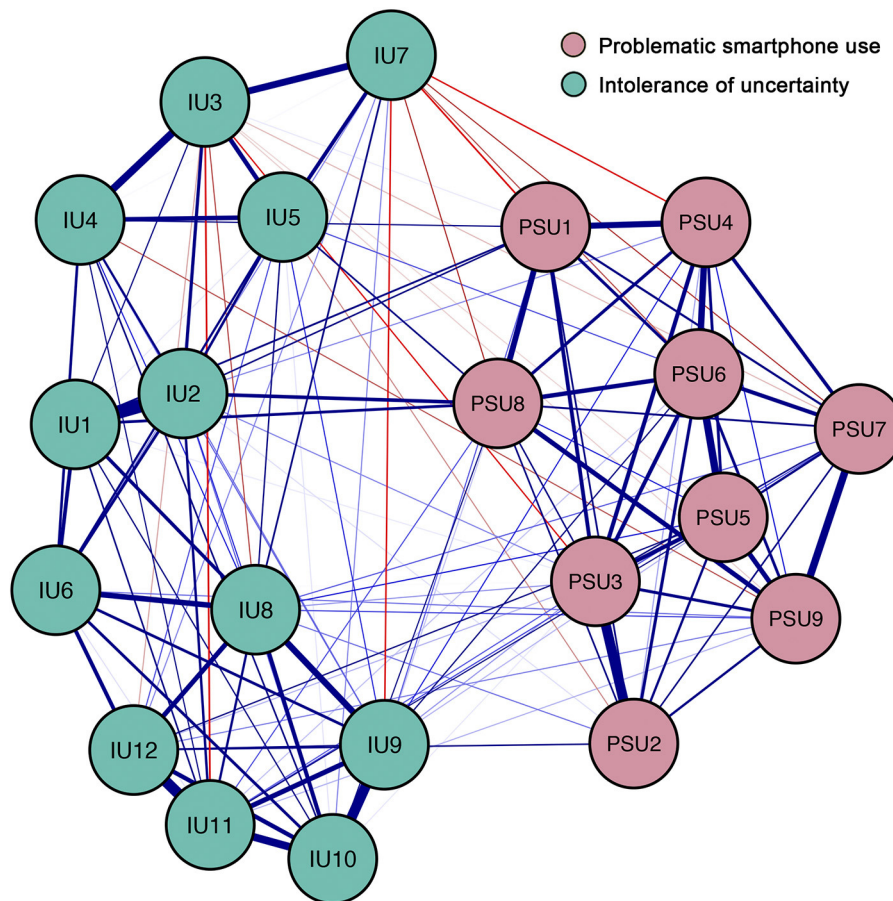 IU7
Problematic smartphone use
IU3
Intolerance of uncertainty
IU4
IU5
PSU1
PSU4
IU2
PSU6
IU1
PSU8
PSU7
PSU5
IU6
IU8
PSU3
PSU9
IU12
IU9
PSU2
IU11
IU10